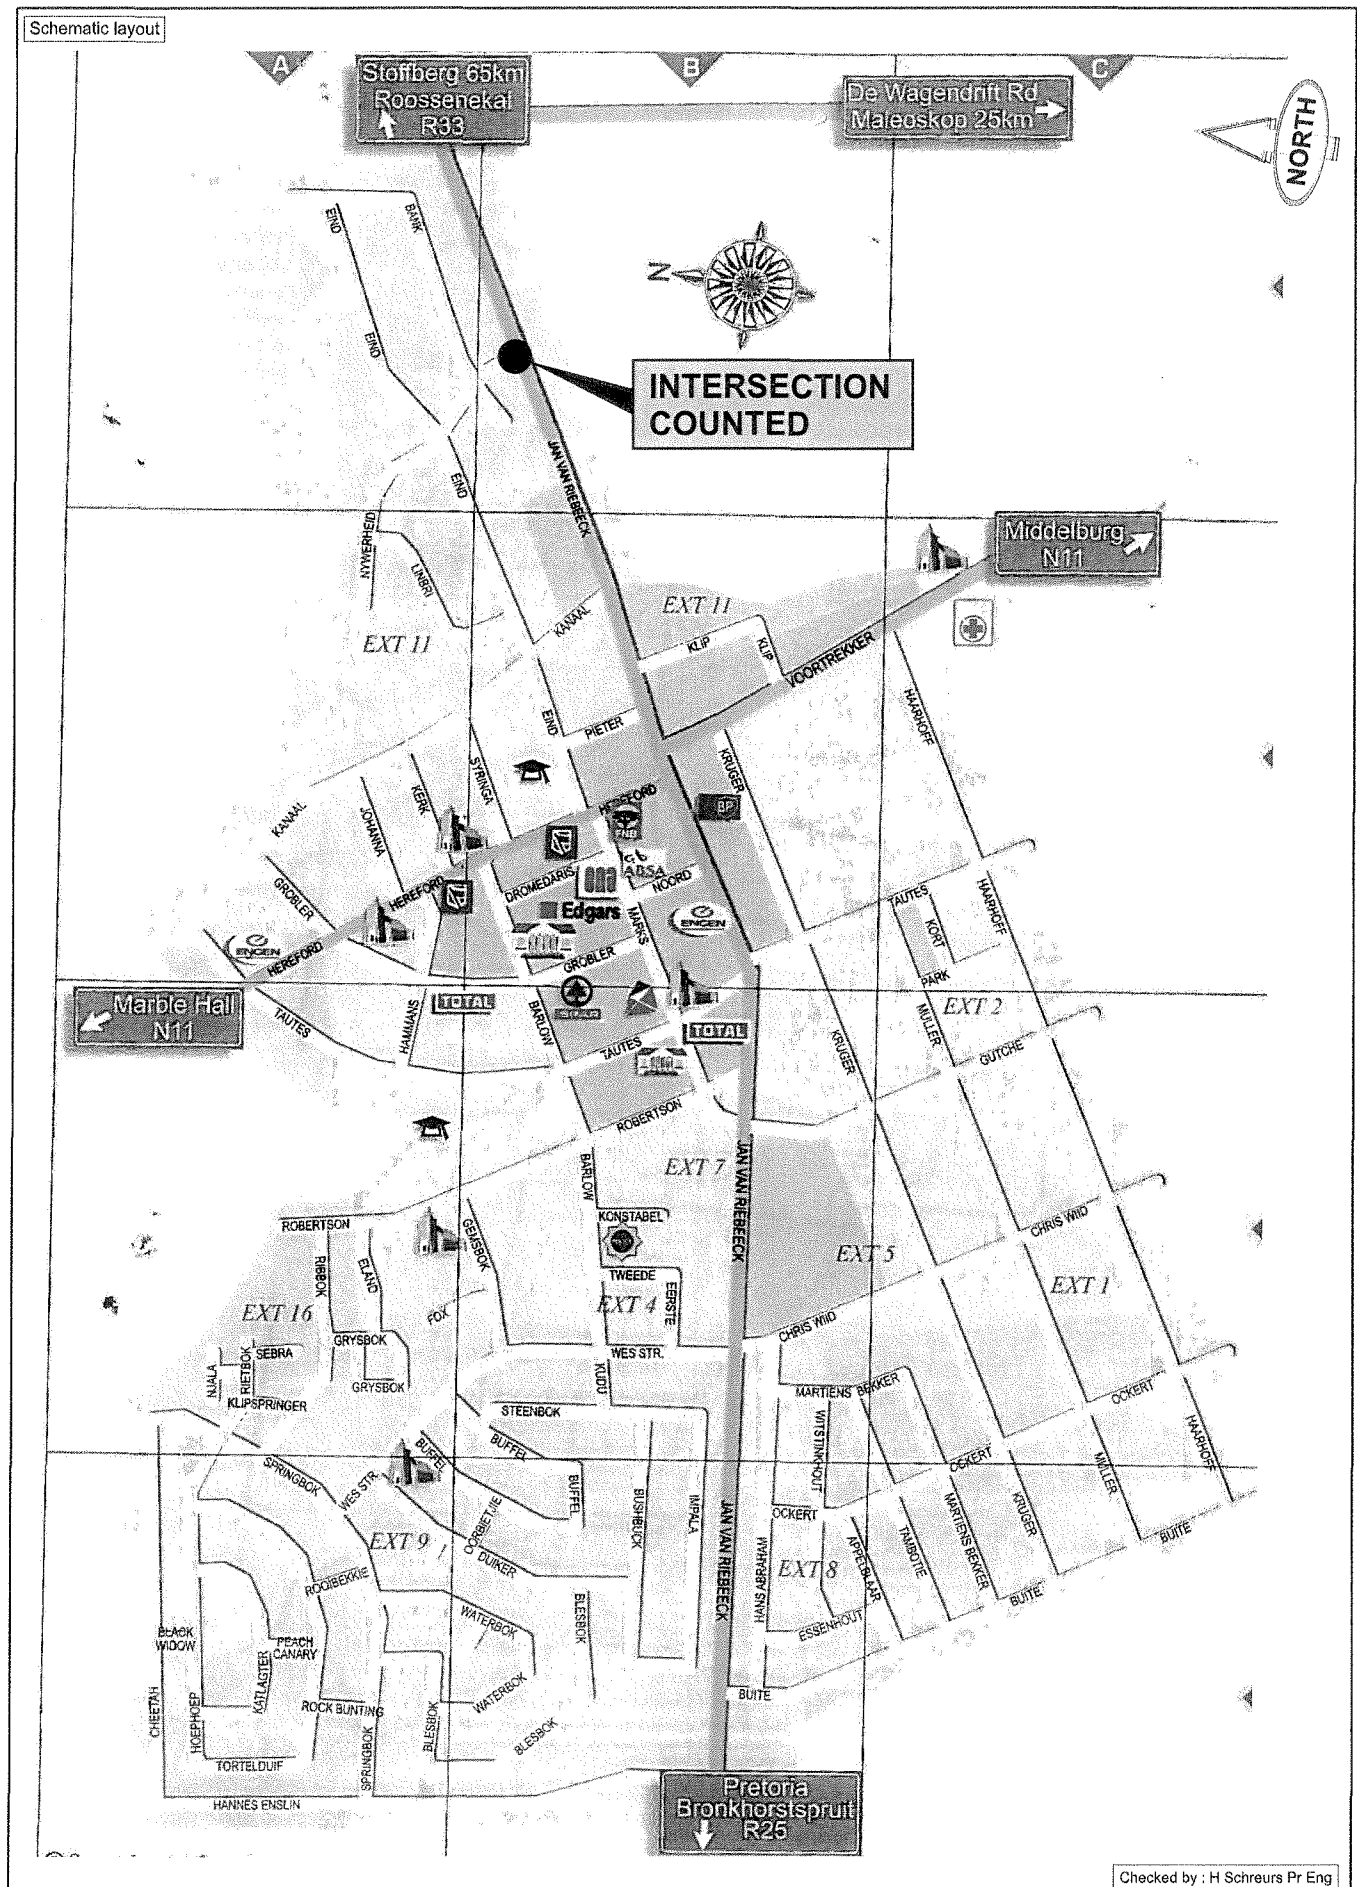 Schematic layout
A
B
C
Stoffberg 65km
Roossenekal
R33
De Wagendrift Rd
Maleoskop 25km
NORTH
EIND
BANK
N
EIND
INTERSECTION
COUNTED
JAN VAN RIEBEECK
EIND
NYWERHEID
LINBRI
Middelburg
N11
EXT 11
EXT 11
KANAAL
KLIP
KLIP
VOORTREKKER
HAARHOFF
EIND
PIETER
SYRINGA
KRUGER
KERK
KANAAL
JOHANNA
HEREFORD
FNB
BP
ABSA
DROMEDARIS
NOORD
GROBLER
HEREFORD
TAUTES
HAARHOFF
KORT
Edgars
MARKS
ENGEN
ENGEN
HEREFORD
GROBLER
PARK
Marble Hall
N11
TAUTES
HAMMANS
TOTAL
BARLOW
SPAR
TOTAL
MULLER
EXT 2
TAUTES
KRUGER
GUTCHE
ROBERTSON
BARLOW
EXT 7
JAN VAN RIEBEECK
ROBERTSON
GEMSBOK
KONSTABEL
CHRIS WIID
RIBBOK
ELAND
TWEEDE
EXT 5
EXT 16
FOX
EXT 4
EERSTE
EXT 1
GRYSBOK
SEBRA
WES STR.
CHRIS WIID
NJALA
RIETBOK
GRYSBOK
KUDU
MARTIENS BEKKER
OCKERT
KLIPSPRINGER
STEENBOK
WITSTINKHOUT
HAARHOFF
BUFFEL
BUFFEL
OCKERT
SPRINGBOK
WES STR.
BUFFEL
MULLER
BUSHBUCK
IMPALA
JAN VAN RIEBEECK
OCKERT
MARTIENS BEKKER
KRUGER
BUITE
EXT 9
OORBIETJIE
DUIKER
HANS ABRAHAM
EXT 8
APPELBLAAR
TAMBOTIE
ROOIBEKKIE
BLESBOK
BUITE
WATERBOK
ESSENHOUT
BLACK
WIDOW
PEACH
CANARY
KATLAGTER
WATERBOK
BUITE
CHEETAH
HOEPHOEP
ROCK BUNTING
SPRINGBOK
BLESBOK
BLESBOK
TORTELDUIF
HANNES ENSLIN
Pretoria
Bronkhorstspruit
R25
Checked by : H Schreurs Pr Eng